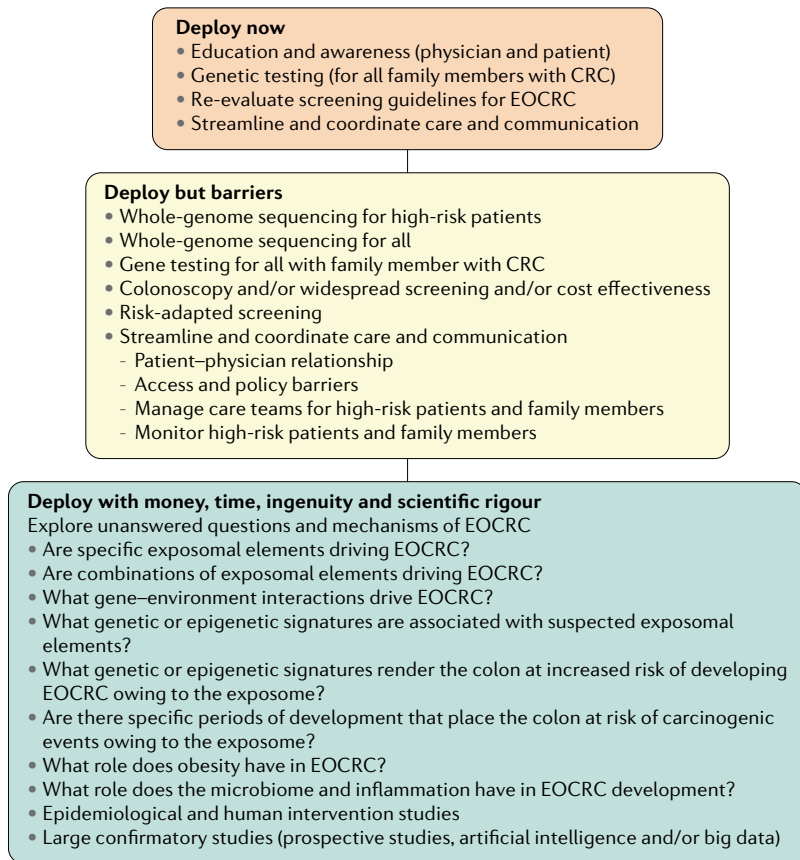 Deploy now
• Education and awareness (physician and patient)
• Genetic testing (for all family members with CRC)
• Re-evaluate screening guidelines for EOCRC
• Streamline and coordinate care and communication
Deploy but barriers
• Whole-genome sequencing for high-risk patients
• Whole-genome sequencing for all
• Gene testing for all with family member with CRC
• Colonoscopy and/or widespread screening and/or cost effectiveness
• Risk-adapted screening
• Streamline and coordinate care and communication
- Patient–physician relationship
- Access and policy barriers
- Manage care teams for high-risk patients and family members
- Monitor high-risk patients and family members
Deploy with money, time, ingenuity and scientific rigour
Explore unanswered questions and mechanisms of EOCRC
• Are specific exposomal elements driving EOCRC?
• Are combinations of exposomal elements driving EOCRC?
• What gene–environment interactions drive EOCRC?
• What genetic or epigenetic signatures are associated with suspected exposomal
elements?
• What genetic or epigenetic signatures render the colon at increased risk of developing
EOCRC owing to the exposome?
• Are there specific periods of development that place the colon at risk of carcinogenic
events owing to the exposome?
• What role does obesity have in EOCRC?
• What role does the microbiome and inflammation have in EOCRC development?
• Epidemiological and human intervention studies
• Large confirmatory studies (prospective studies, artificial intelligence and/or big data)